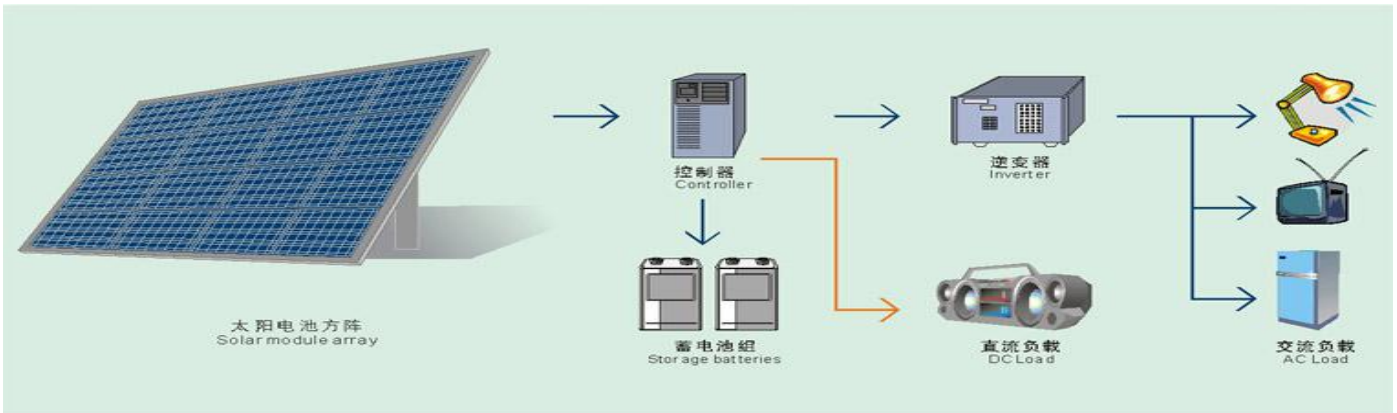 控制器
Controller
逆变器
Inverter
太阳电池方阵
Solar module array
蓄电池组
Storage batteries
直流负载
DC Load
交流负载
AC Load